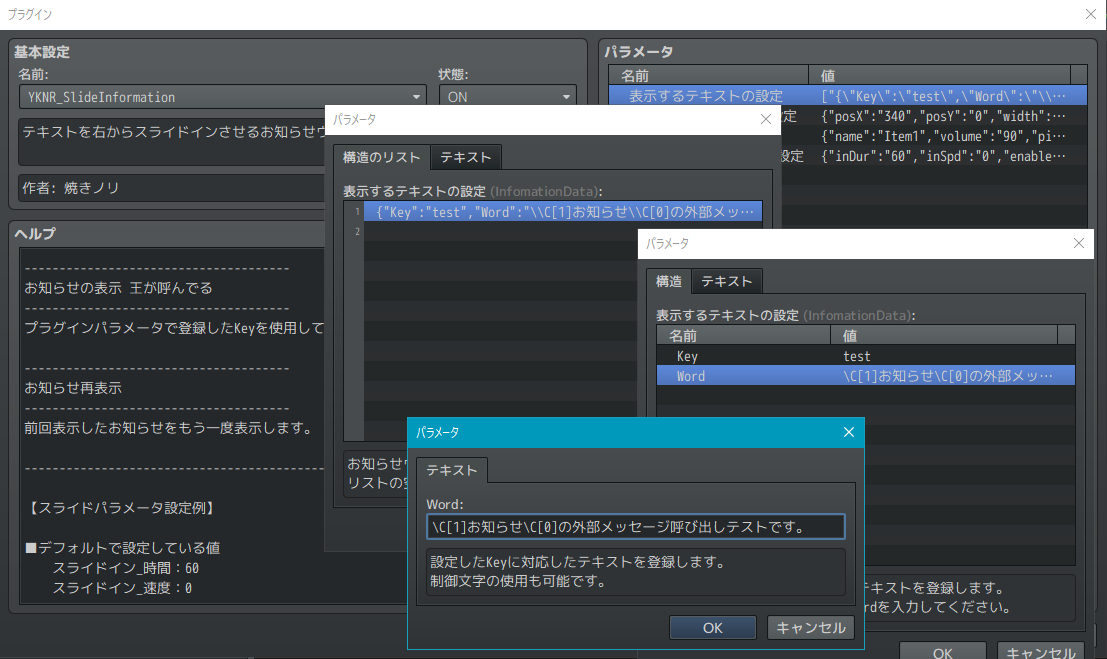 プラグイン
基本設定
名前:
状態:
YKNR_SlideInformation
ON
テキストを右からスライドインさせるお知らせ
作者: 焼きノリ
ヘルプ
-------------------------------------
お知らせの表示 王が呼んでる
-------------------------------------
プラグインパラメータで登録したKeyを使用して
-------------------------------------
お知らせ再表示
-------------------------------------
前回表示したお知らせをもう一度表示します。
-------------------------------------
【スライドパラメータ設定例】
■デフォルトで設定している値
スライドイン_時間：60
スライドイン_速度：0
パラメータ
名前
値
表示するテキストの設定
["{\"Key\":\"test\",\"Word\":\"\\…
定
{"posX":"340","posY":"0","width":…
{"name":"Item1","volume":"90","pi…
設定
{"inDur":"60","inSpd":"0","enable…
パラメータ
構造のリスト
テキスト
表示するテキストの設定 (InfomationData):
1
{"Key":"test","Word":"\\C[1]お知らせ\\C[0]の外部メッ…
2
お知らせ
リストの
パラメータ
構造
テキスト
表示するテキストの設定 (InfomationData):
名前
値
Key
test
Word
\C[1]お知らせ\C[0]の外部メッ…
キストを登録します。
rdを入力してください。
OK
キャンセル
パラメータ
テキスト
Word:
\C[1]お知らせ\C[0]の外部メッセージ呼び出しテストです。
設定したKeyに対応したテキストを登録します。
制御文字の使用も可能です。
OK
キャンセル